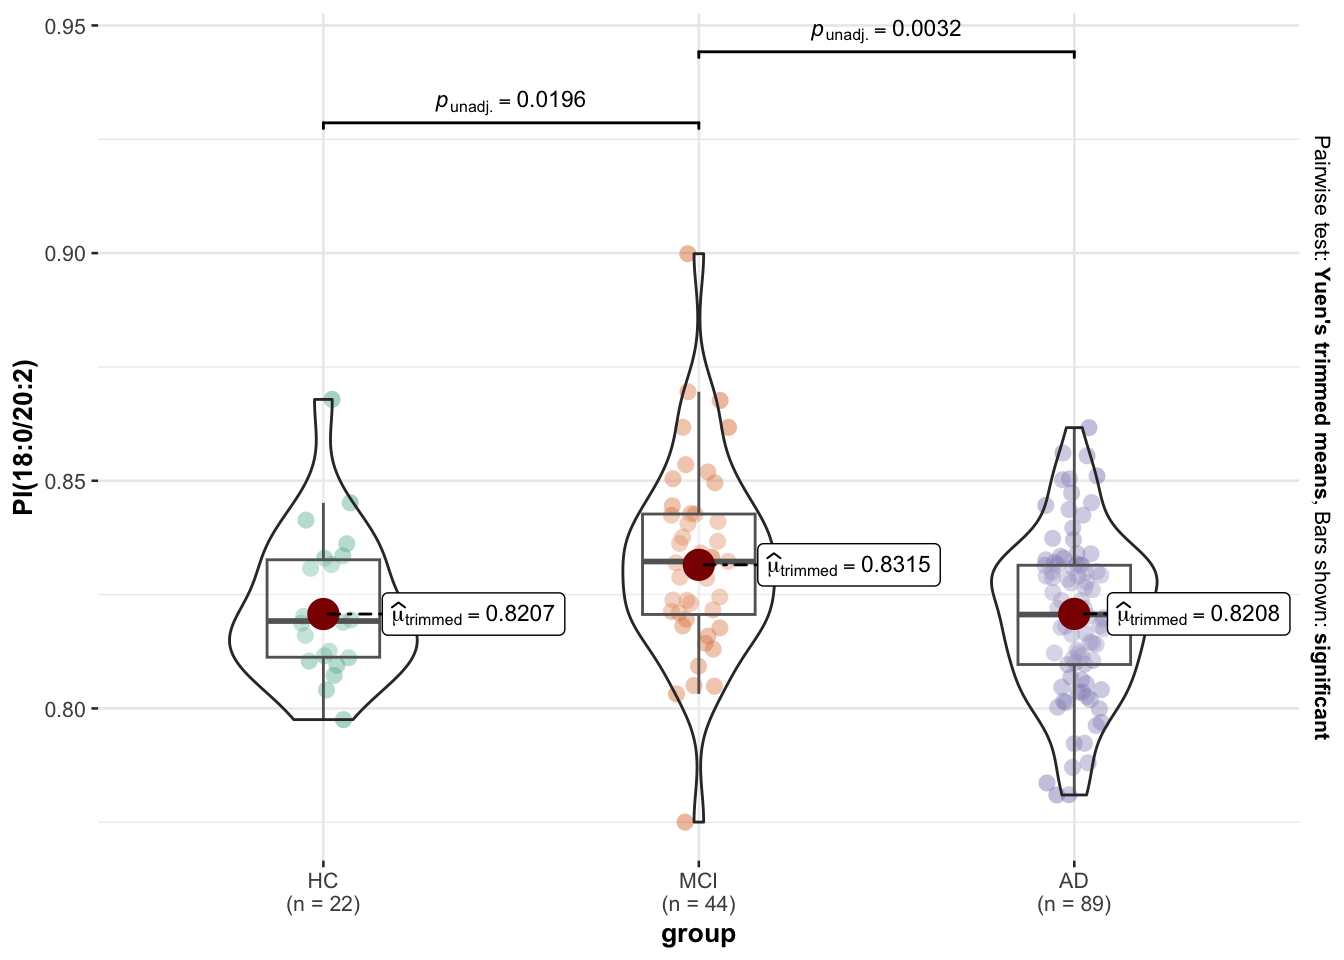 0.95
p unadj. = 0.0032
p unadj. = 0.0196
0.90
0.85
0.80
PI(18:0/20:2)
μ̂trimmed = 0.8207
μ̂trimmed = 0.8315
μ̂trimmed = 0.8208
HC
(n = 22)
MCI
(n = 44)
AD
(n = 89)
group
Pairwise test: Yuen's trimmed means, Bars shown: significant